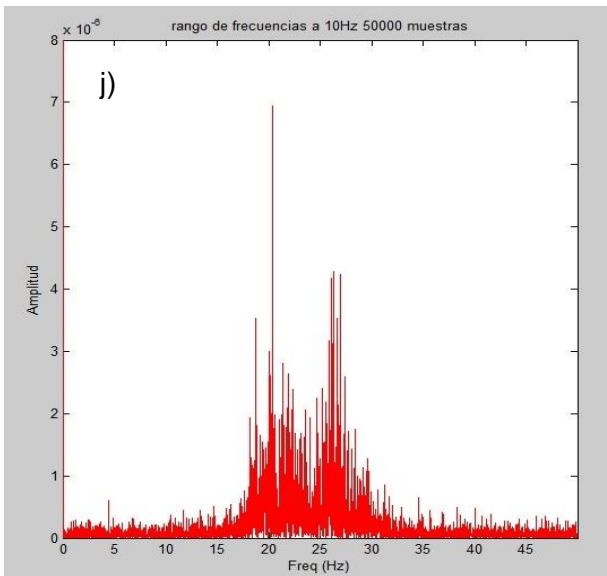 rango de frecuencias a 10Hz 50000 muestras
x 10⁻⁶
j)
8
7
6
5
4
3
2
1
0
Amplitud
0 5 10 15 20 25 30 35 40 45
Freq (Hz)